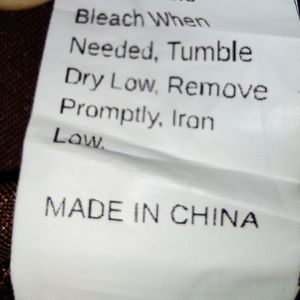 Bleach When
Needed, Tumble
Dry Low, Remove
Promptly, Iron
Low.
MADE IN CHINA